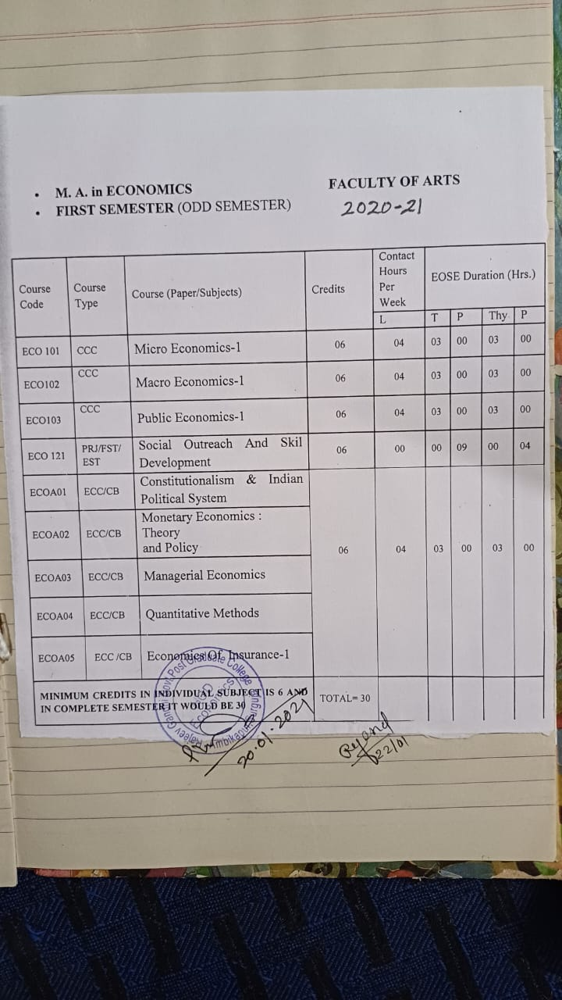 • M. A. in ECONOMICS FACULTY OF ARTS
• FIRST SEMESTER (ODD SEMESTER) 2020-21
Course Code Course Type Course (Paper/Subjects) Credits Contact Hours Per Week EOSE Duration (Hrs.)
L T P Thy P
ECO 101 CCC Micro Economics-1 06 04 03 00 03 00
ECO102 CCC Macro Economics-1 06 04 03 00 03 00
ECO103 CCC Public Economics-1 06 04 03 00 03 00
ECO 121 PRJ/FST/ EST Social Outreach And Skil
Development 06 00 00 09 00 04
ECOA01 ECC/CB Constitutionalism & Indian
Political System
ECOA02 ECC/CB Monetary Economics :
Theory
and Policy 06 04 03 00 03 00
ECOA03 ECC/CB Managerial Economics
ECOA04 ECC/CB Quantitative Methods
ECOA05 ECC /CB Economics Of Insurance-1
MINIMUM CREDITS IN INDIVIDUAL SUBJECT IS 6 AND
IN COMPLETE SEMESTER IT WOULD BE 30 TOTAL= 30
Rajeev Gandhi Govt. Post Graduate College
HOD
ECONOMICS
20.01.2021
22/01